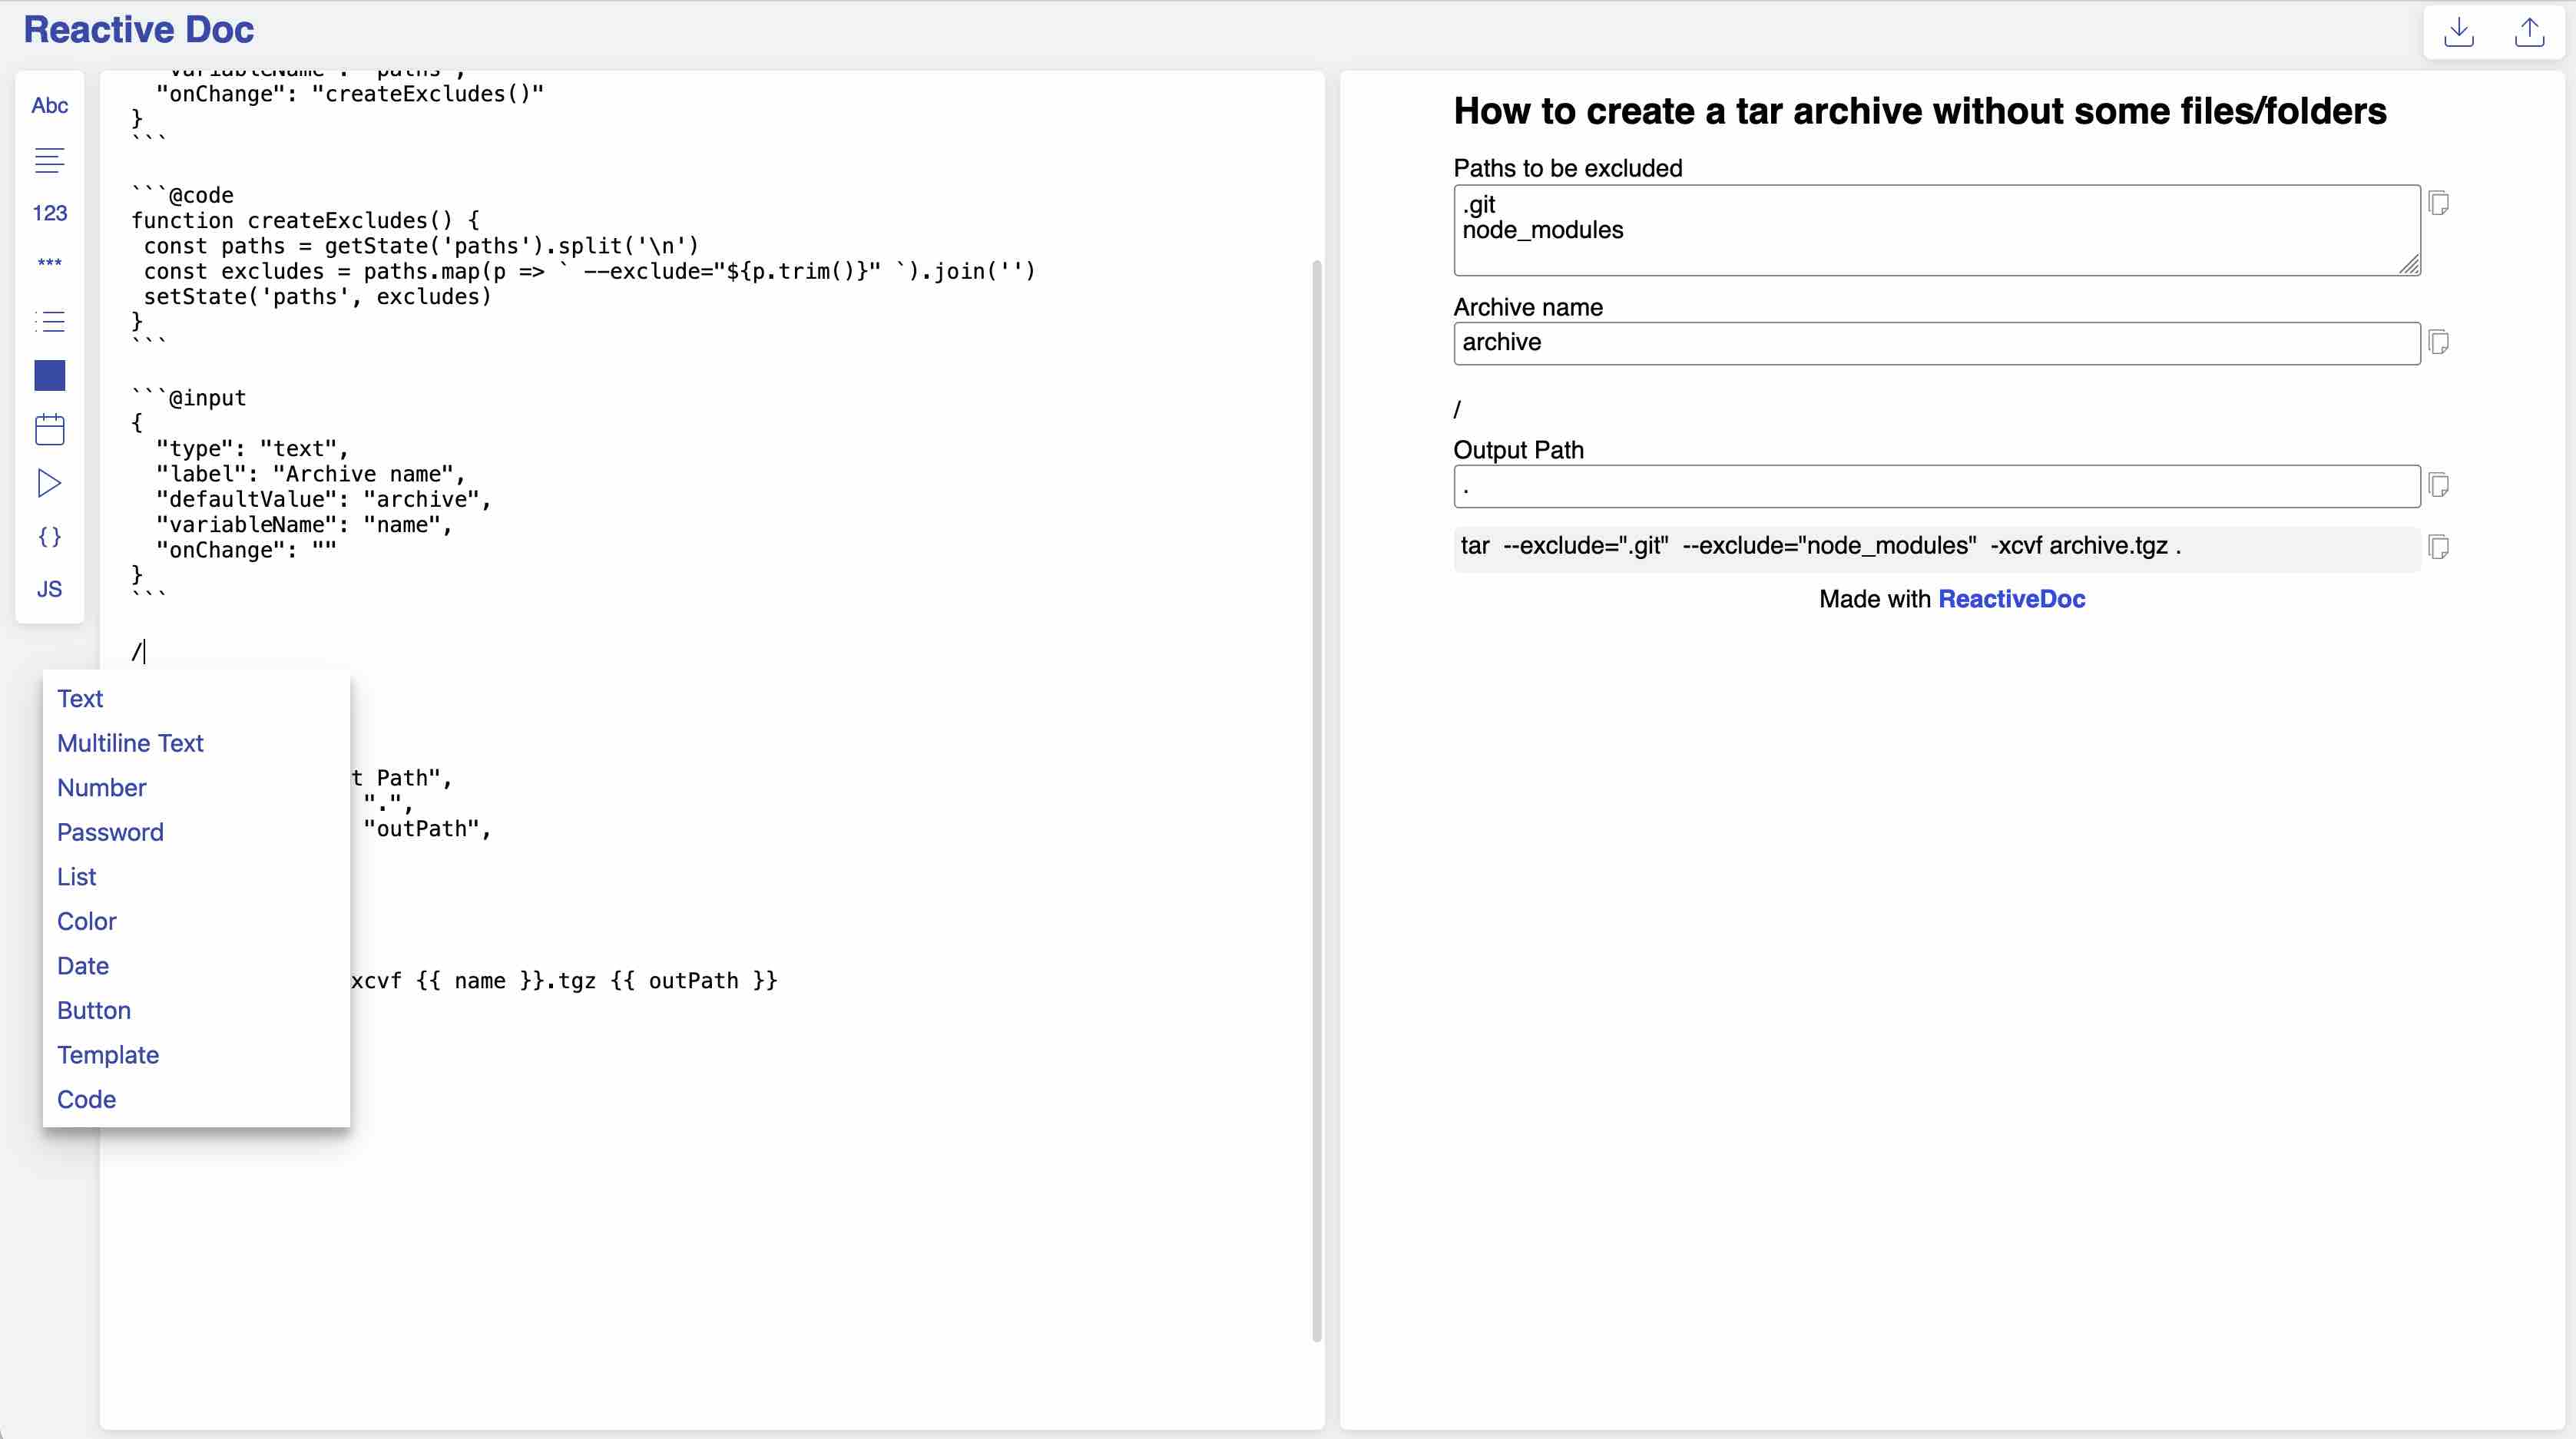 Reactive Doc
Abc
123
***
{}
JS
"variableName": "paths",
"onChange": "createExcludes()"
}
```
```@code
function createExcludes() {
const paths = getState('paths').split('\n')
const excludes = paths.map(p => ` --exclude="${p.trim()}" `).join('')
setState('paths', excludes)
}
```
```@input
{
"type": "text",
"label": "Archive name",
"defaultValue": "archive",
"variableName": "name",
"onChange": ""
}
```
/
Text
Multiline Text
Number
Password
List
Color
Date
Button
Template
Code
t Path",
".",
"outPath",
xcvf {{ name }}.tgz {{ outPath }}
How to create a tar archive without some files/folders
Paths to be excluded
.git
node_modules
Archive name
archive
/
Output Path
.
tar  --exclude=".git"  --exclude="node_modules"  -xcvf archive.tgz .
Made with ReactiveDoc